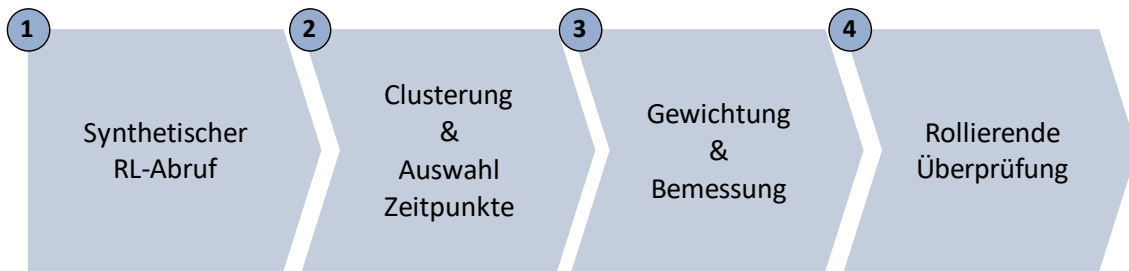 1
Synthetischer
RL-Abruf
2
Clusterung
&
Auswahl
Zeitpunkte
3
Gewichtung
&
Bemessung
4
Rollierende
Überprüfung